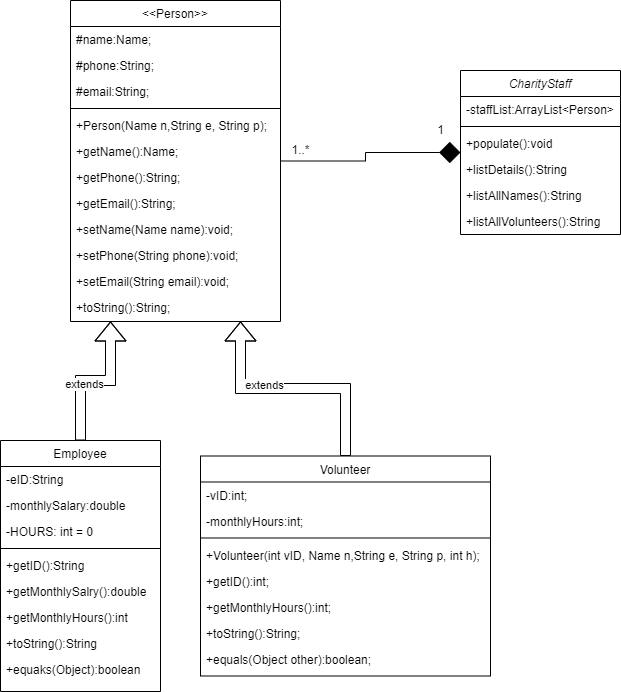 <<Person>>
#name:Name;
#phone:String;
#email:String;
+Person(Name n,String e, String p);
+getName():Name;
+getPhone():String;
+getEmail():String;
+setName(Name name):void;
+setPhone(String phone):void;
+setEmail(String email):void;
+toString():String;
1..*
1
CharityStaff
-staffList:ArrayList<Person>
+populate():void
+listDetails():String
+listAllNames():String
+listAllVolunteers():String
extends
extends
Employee
-eID:String
-monthlySalary:double
-HOURS: int = 0
+getID():String
+getMonthlySalry():double
+getMonthlyHours():int
+toString():String
+equaks(Object):boolean
Volunteer
-vID:int;
-monthlyHours:int;
+Volunteer(int vID, Name n,String e, String p, int h);
+getID():int;
+getMonthlyHours():int;
+toString():String;
+equals(Object other):boolean;